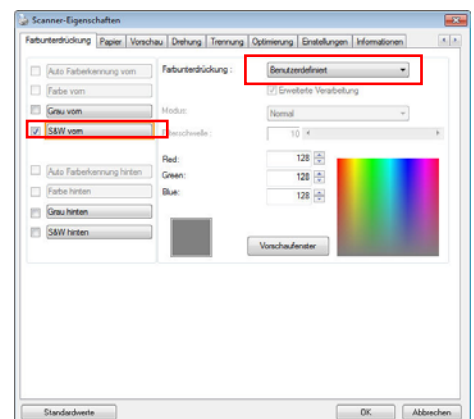 Scanner-Eigenschaften
Farbunterdrückung Papier Vorschau Drehung Trennung Optimierung Einstellungen Informationen
Auto Farberkennung vorn
Farbe vorn
Grau vorn
S&W vorn
Auto Farberkennung hinten
Farbe hinten
Grau hinten
S&W hinten
Farbunterdrückung : Benutzerdefiniert
Erweiterte Verarbeitung
Modus: Normal
10
Red: 128
Green: 128
Blue: 128
Vorschaufenster
Standardwerte OK Abbrechen